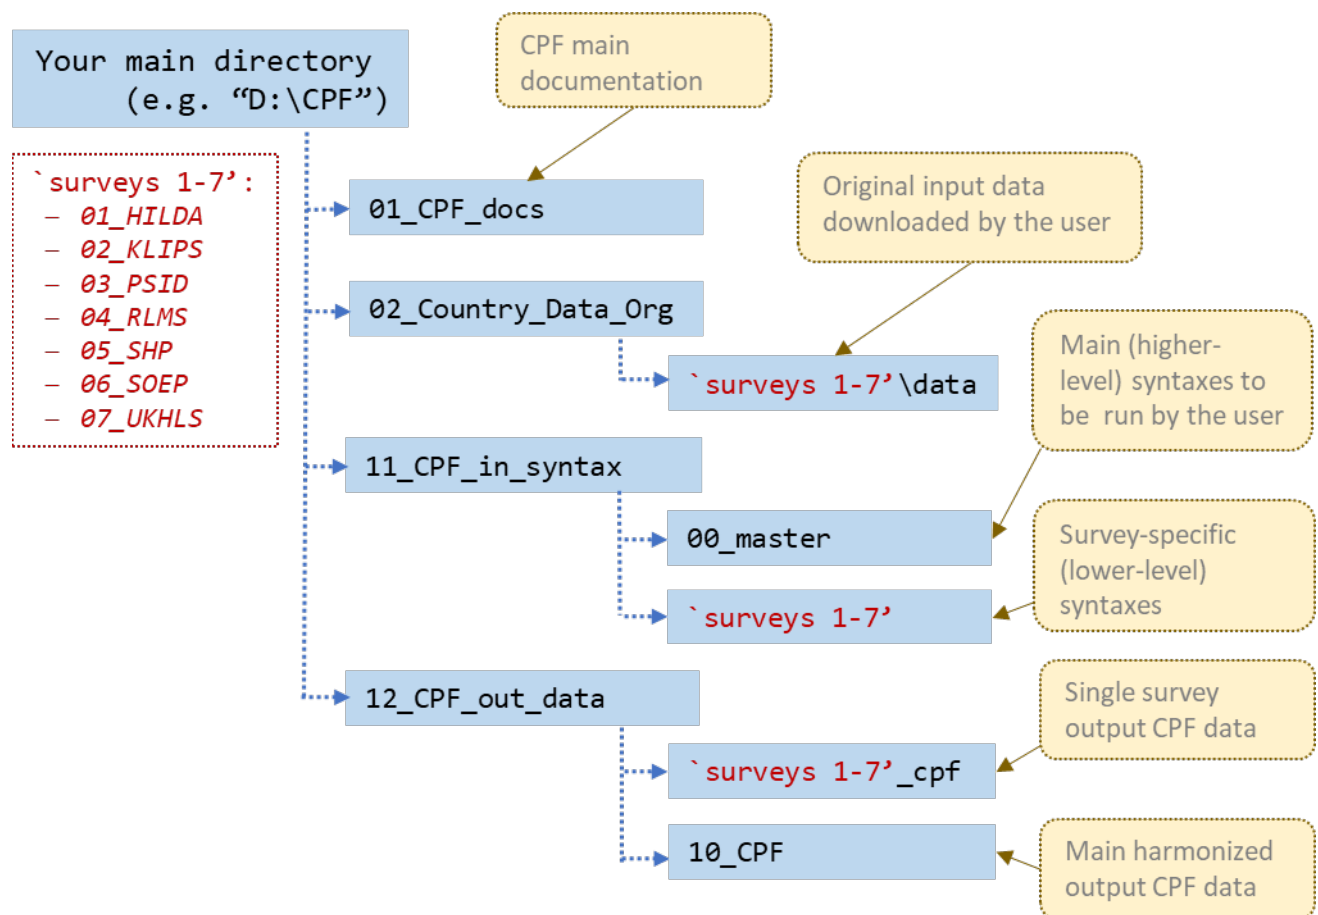 Your main directory
(e.g. “D:\CPF”)
CPF main
documentation
`surveys 1-7’:
– 01_HILDA
– 02_KLIPS
– 03_PSID
– 04_RLMS
– 05_SHP
– 06_SOEP
– 07_UKHLS
01_CPF_docs
Original input data
downloaded by the user
02_Country_Data_Org
`surveys 1-7’\data
Main (higher-
level) syntaxes to
be run by the user
11_CPF_in_syntax
00_master
Survey-specific
(lower-level)
syntaxes
`surveys 1-7’
12_CPF_out_data
Single survey
output CPF data
`surveys 1-7’_cpf
10_CPF
Main harmonized
output CPF data